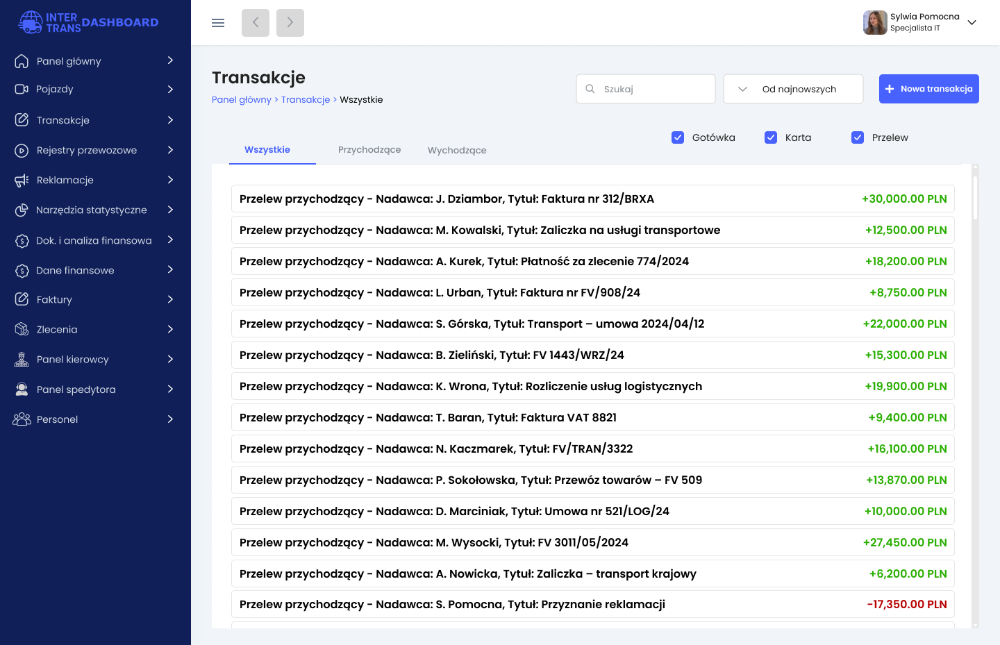 INTER
TRANS DASHBOARD
Panel główny
Pojazdy
Transakcje
Rejestry przewozowe
Reklamacje
Narzędzia statystyczne
Dok. i analiza finansowa
Dane finansowe
Faktury
Zlecenia
Panel kierowcy
Panel spedytora
Personel
Sylwia Pomocna
Specjalista IT
Transakcje
Panel główny > Transakcje > Wszystkie
Szukaj
Od najnowszych
Nowa transakcja
Gotówka
Karta
Przelew
Wszystkie
Przychodzące
Wychodzące
Przelew przychodzący - Nadawca: J. Dziambor, Tytuł: Faktura nr 312/BRXA +30,000.00 PLN
Przelew przychodzący - Nadawca: M. Kowalski, Tytuł: Zaliczka na usługi transportowe +12,500.00 PLN
Przelew przychodzący - Nadawca: A. Kurek, Tytuł: Płatność za zlecenie 774/2024 +18,200.00 PLN
Przelew przychodzący - Nadawca: L. Urban, Tytuł: Faktura nr FV/908/24 +8,750.00 PLN
Przelew przychodzący - Nadawca: S. Górska, Tytuł: Transport – umowa 2024/04/12 +22,000.00 PLN
Przelew przychodzący - Nadawca: B. Zieliński, Tytuł: FV 1443/WRZ/24 +15,300.00 PLN
Przelew przychodzący - Nadawca: K. Wrona, Tytuł: Rozliczenie usług logistycznych +19,900.00 PLN
Przelew przychodzący - Nadawca: T. Baran, Tytuł: Faktura VAT 8821 +9,400.00 PLN
Przelew przychodzący - Nadawca: N. Kaczmarek, Tytuł: FV/TRAN/3322 +16,100.00 PLN
Przelew przychodzący - Nadawca: P. Sokołowska, Tytuł: Przewóz towarów – FV 509 +13,870.00 PLN
Przelew przychodzący - Nadawca: D. Marciniak, Tytuł: Umowa nr 521/LOG/24 +10,000.00 PLN
Przelew przychodzący - Nadawca: M. Wysocki, Tytuł: FV 3011/05/2024 +27,450.00 PLN
Przelew przychodzący - Nadawca: A. Nowicka, Tytuł: Zaliczka – transport krajowy +6,200.00 PLN
Przelew przychodzący - Nadawca: S. Pomocna, Tytuł: Przyznanie reklamacji -17,350.00 PLN